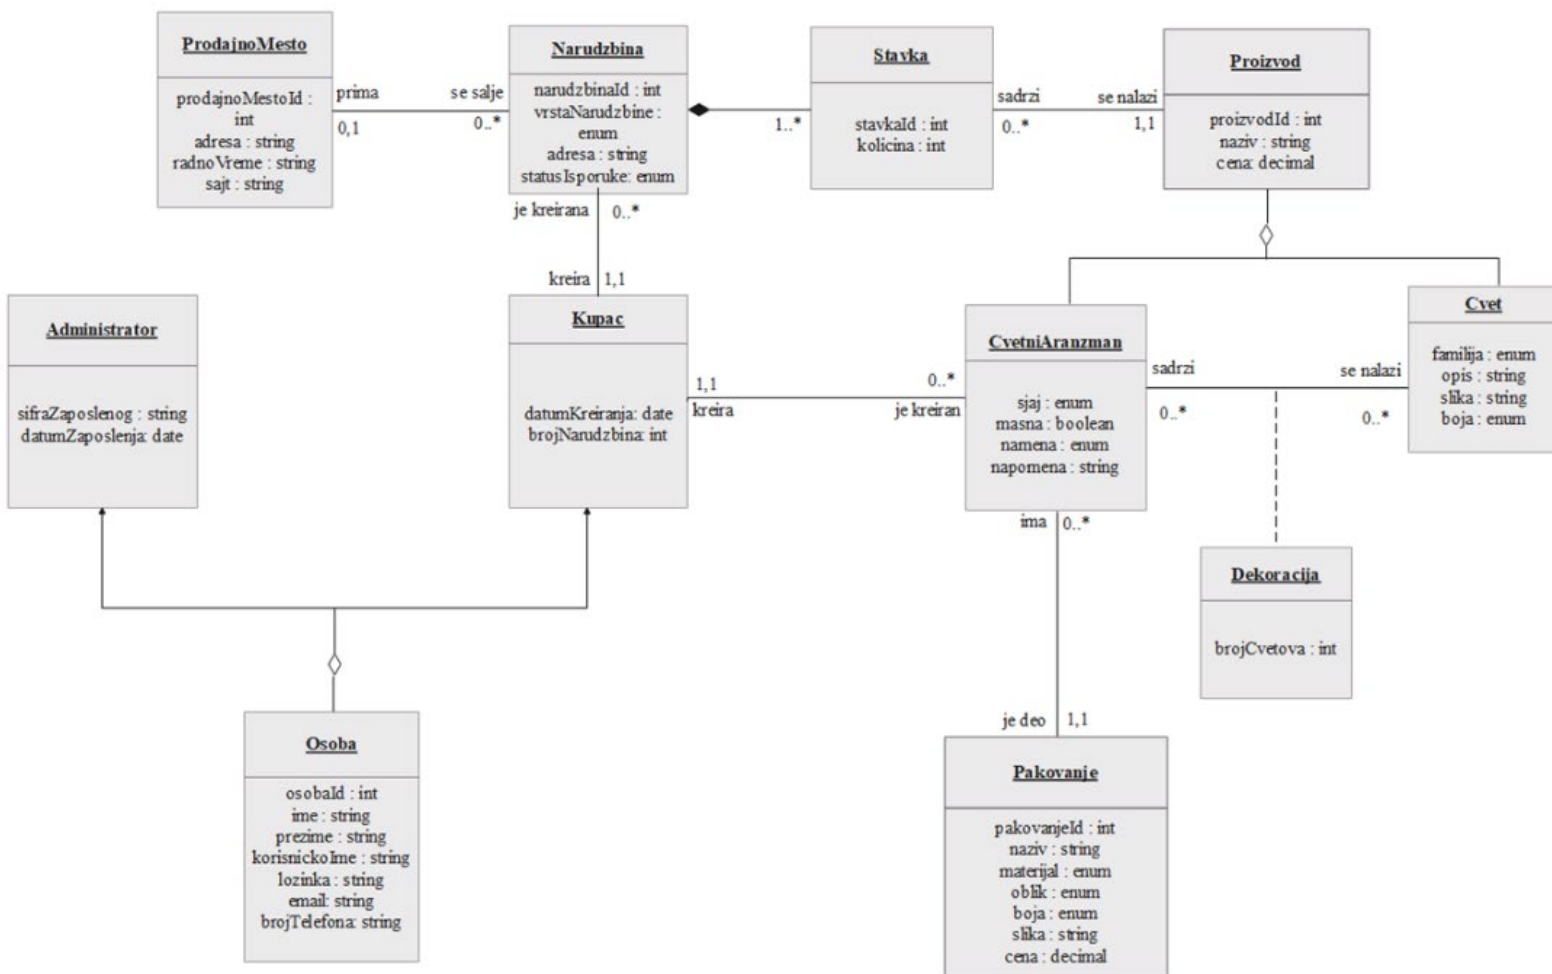 ProdajnoMesto
prodajnoMestoId :
int
adresa : string
radnoVreme : string
sajt : string
prima
0,1
se salje
0..*
Narudzbina
narudzbinaId : int
vrstaNarudzbine :
enum
adresa : string
statusIsporuke: enum
1..*
Stavka
stavkaId : int
kolicina : int
sadrzi
0..*
se nalazi
1,1
Proizvod
proizvodId : int
naziv : string
cena: decimal
je kreirana
0..*
kreira
1,1
Administrator
sifraZaposlenog : string
datumZaposlenja: date
Kupac
datumKreiranja: date
brojNarudzbina: int
1,1
kreira
0..*
je kreiran
CvetniAranzman
sjaj : enum
masna : boolean
namena : enum
napomena : string
sadrzi
0..*
se nalazi
0..*
Cvet
familija : enum
opis : string
slika : string
boja : enum
ima
0..*
Dekoracija
brojCvetova : int
je deo
1,1
Osoba
osobaId : int
ime : string
prezime : string
korisnickoIme : string
lozinka : string
email: string
brojTelefona: string
Pakovanje
pakovanjeId : int
naziv : string
materijal : enum
oblik : enum
boja : enum
slika : string
cena : decimal